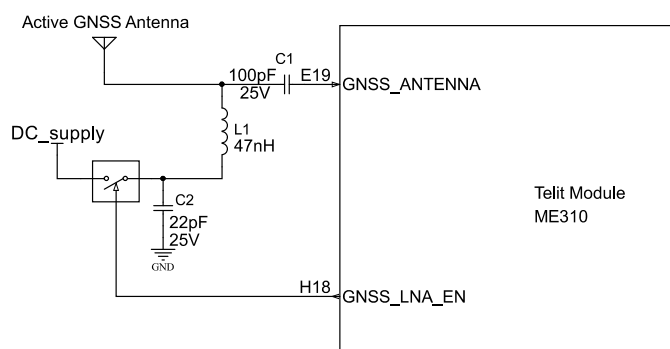 Active GNSS Antenna
C1
100pF
25V
E19
GNSS_ANTENNA
L1
47nH
DC_supply
C2
22pF
25V
GND
Telit Module
ME310
H18
GNSS_LNA_EN